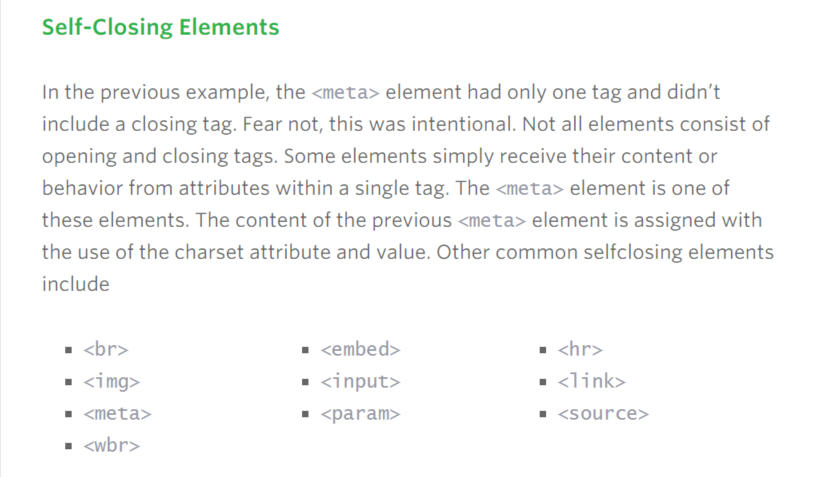 Self-Closing Elements
In the previous example, the <meta> element had only one tag and didn’t
include a closing tag. Fear not, this was intentional. Not all elements consist of
opening and closing tags. Some elements simply receive their content or
behavior from attributes within a single tag. The <meta> element is one of
these elements. The content of the previous <meta> element is assigned with
the use of the charset attribute and value. Other common selfclosing elements
include
▪ <br>
▪ <img>
▪ <meta>
▪ <wbr>
▪ <embed>
▪ <input>
▪ <param>
▪ <hr>
▪ <link>
▪ <source>